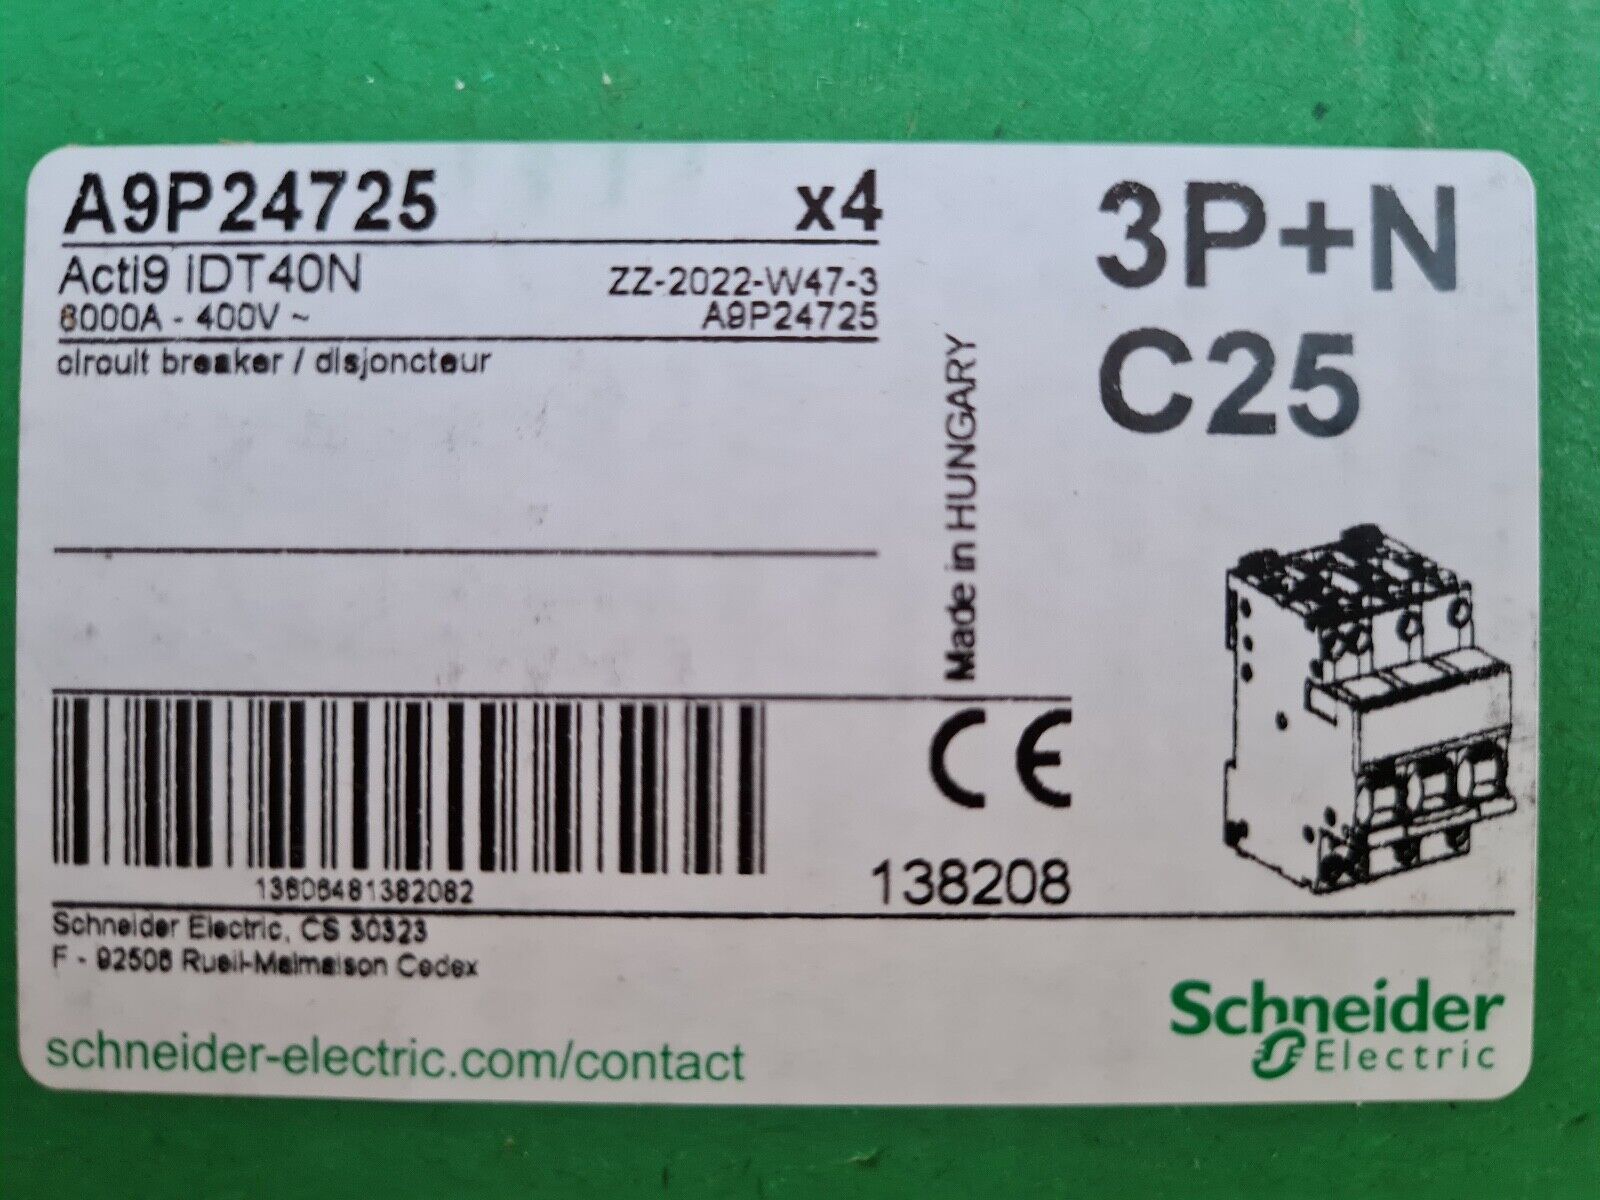 A9P24725 x4
Acti9 iDT40N ZZ-2022-W47-3
6000A - 400V ~ A9P24725
circuit breaker / disjoncteur
3P+N
C25
Made in HUNGARY
CE
138208
13606481382082
Schneider Electric, CS 30323
F - 92506 Rueil-Malmaison Cedex
schneider-electric.com/contact
Schneider
Electric